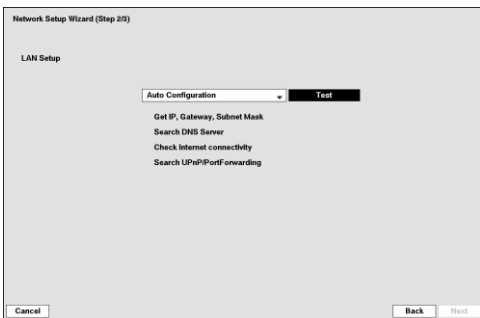 Network Setup Wizard (Step 2/3)
LAN Setup
Auto Configuration Test
Get IP, Gateway, Subnet Mask
Search DNS Server
Check Internet connectivity
Search UPnP/PortForwarding
Cancel Back Next